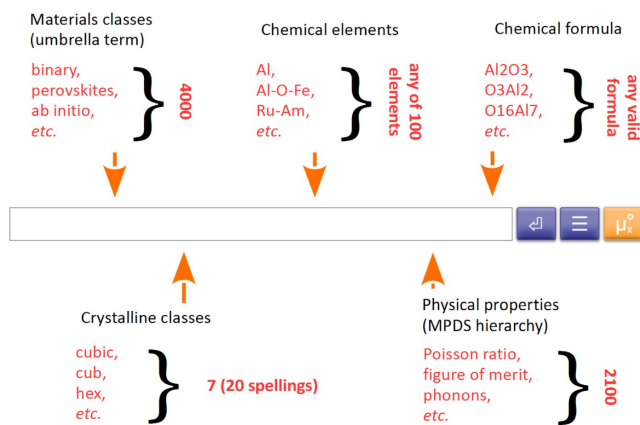 Materials classes
(umbrella term)
binary,
perovskites,
ab initio,
etc.
4000
Chemical elements
Al,
Al-O-Fe,
Ru-Am,
etc.
any of 100
elements
Chemical formula
Al2O3,
O3Al2,
O16Al7,
etc.
any valid
formula
μ°x
Crystalline classes
cubic,
cub,
hex,
etc.
7 (20 spellings)
Physical properties
(MPDS hierarchy)
Poisson ratio,
figure of merit,
phonons,
etc.
2100